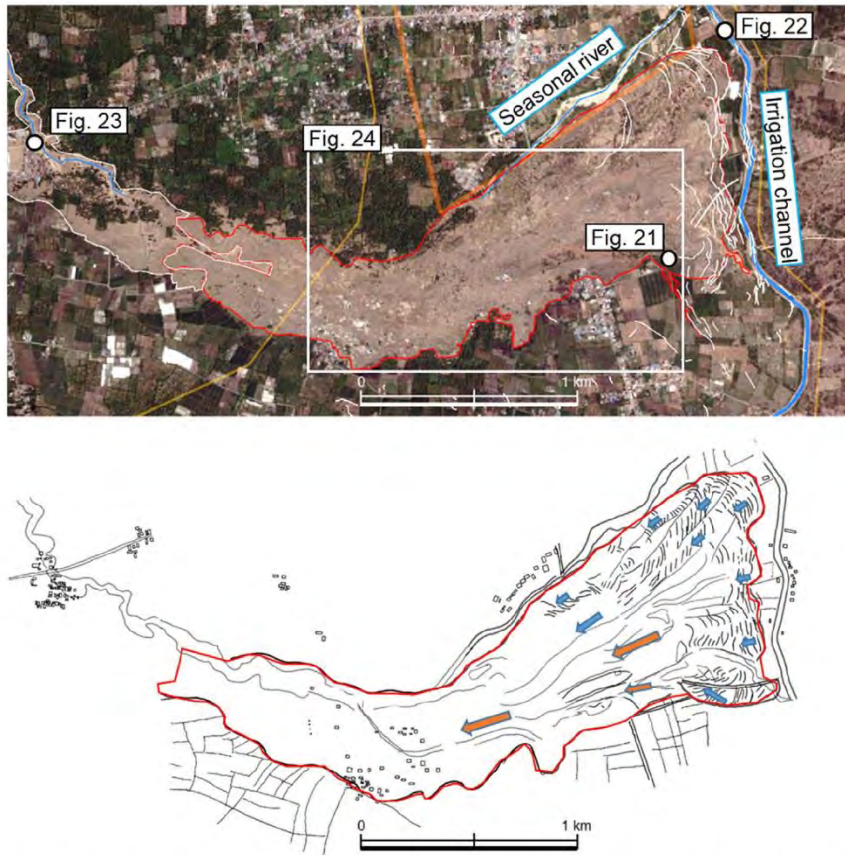 Fig. 22
Seasonal river
Fig. 23
Irrigation channel
Fig. 24
Fig. 21
0
1 km
0
1 km